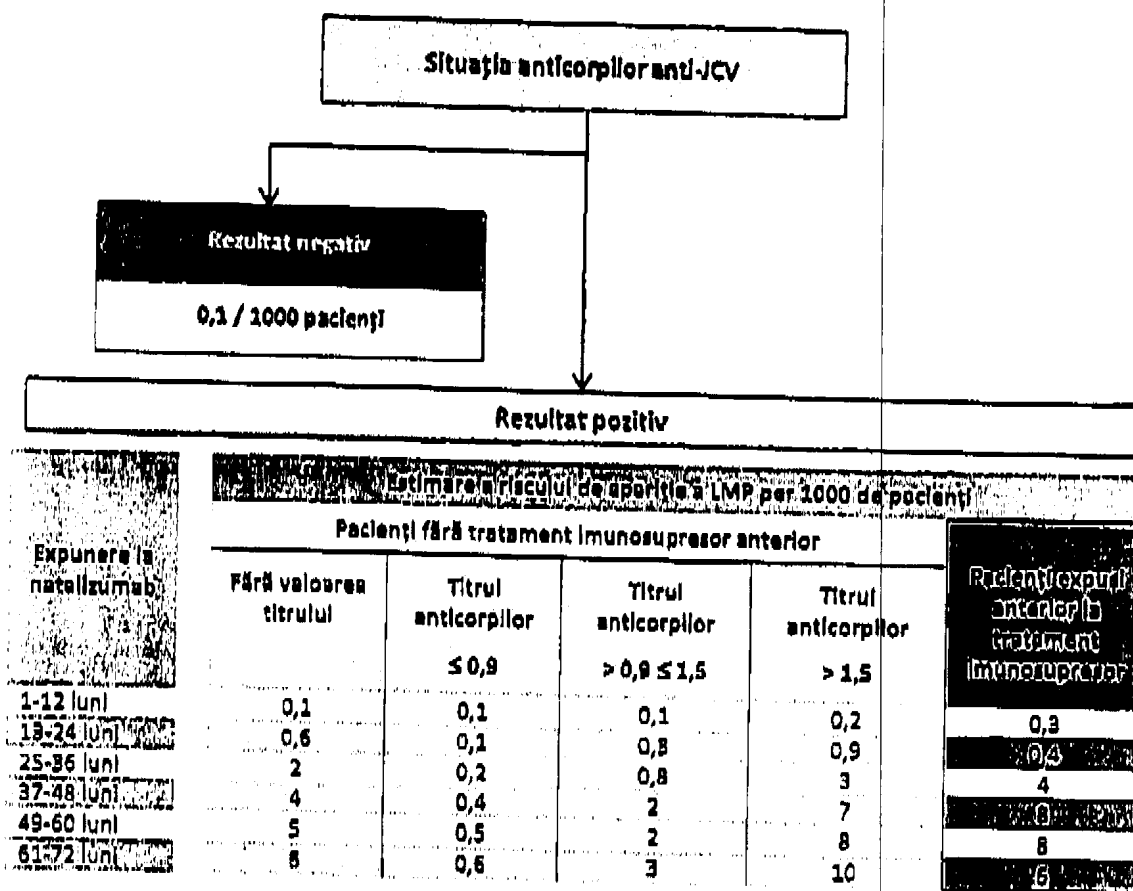 Situația anticorpilor anti-JCV
Rezultat negativ
0,1 / 1000 pacienți
Rezultat pozitiv
Expunere la
natalizumab
Estimarea riscului de apariție a LMP per 1000 de pacienți
Pacienți fără tratament imunosupresor anterior
Fără valoarea
titrului
Titrul
anticorpilor
≤ 0,9
Titrul
anticorpilor
> 0,9 ≤ 1,5
Titrul
anticorpilor
> 1,5
Pacienți expuși
anterior la
tratament
imunosupresor
1-12 luni 0,1 0,1 0,1 0,2 0,3
13-24 luni 0,6 0,1 0,3 0,9 0,4
25-36 luni 2 0,2 0,8 3 4
37-48 luni 4 0,4 2 7 8
49-60 luni 5 0,5 2 8 8
61-72 luni 6 0,6 3 10 6